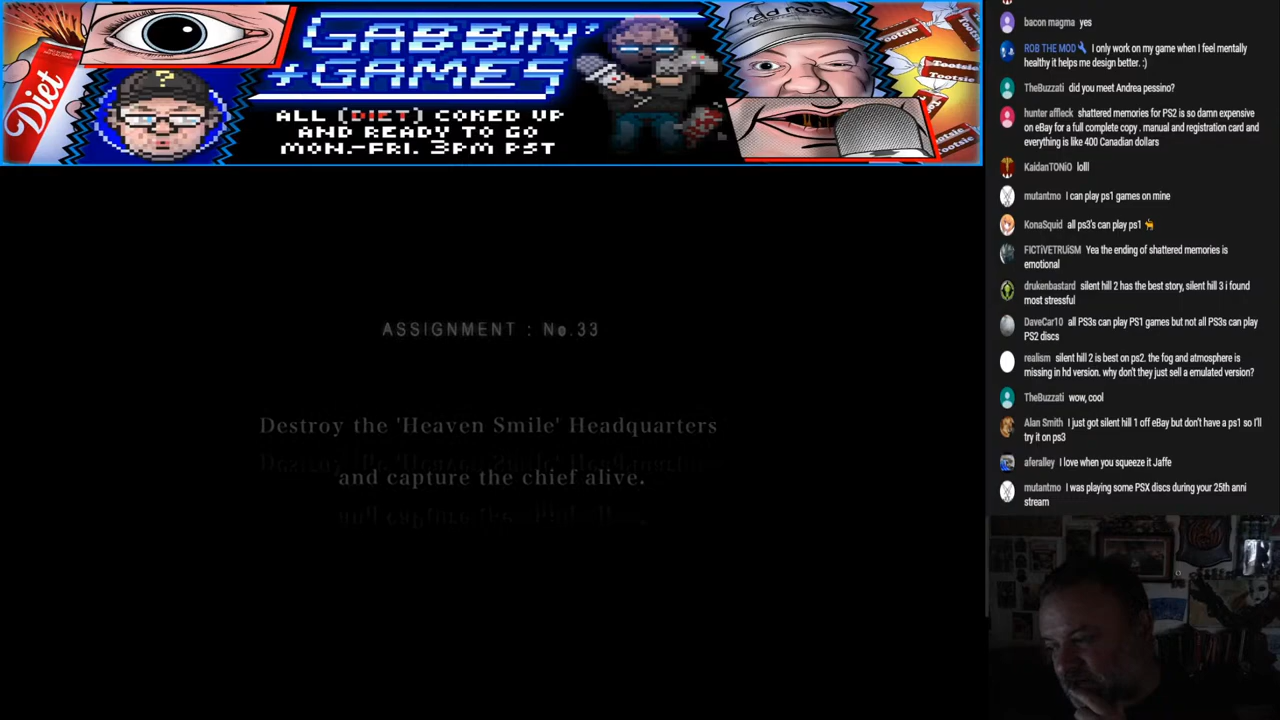 GABBIN'
+GAMES
ALL (DIET) COKED UP
AND READY TO GO
MON.-FRI. 3PM PST
Diet
?
Tootsie
Tootsie
ASSIGNMENT : No.33
Destroy the 'Heaven Smile' Headquarters
and capture the chief alive.
bacon magma yes
ROB THE MOD I only work on my game when I feel mentally
healthy it helps me design better. :)
TheBuzzati did you meet Andrea pessino?
hunter affleck shattered memories for PS2 is so damn expensive
on eBay for a full complete copy . manual and registration card and
everything is like 400 Canadian dollars
KaidanTONiO lolll
mutantmo I can play ps1 games on mine
KonaSquid all ps3's can play ps1
FICTiVETRUiSM Yea the ending of shattered memories is
emotional
drukenbastard silent hill 2 has the best story, silent hill 3 i found
most stressful
DaveCar10 all PS3s can play PS1 games but not all PS3s can play
PS2 discs
realism silent hill 2 is best on ps2. the fog and atmosphere is
missing in hd version. why don't they just sell a emulated version?
TheBuzzati wow, cool
Alan Smith I just got silent hill 1 off eBay but don't have a ps1 so I'll
try it on ps3
aferalley I love when you squeeze it Jaffe
mutantmo I was playing some PSX discs during your 25th anni
stream